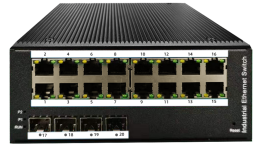 2 4 6 8 10 12 14 16
1 3 5 7 9 11 13 15
P2
P1
RUN
17 18 19 20
Reset
Industrial Ethernet Switch